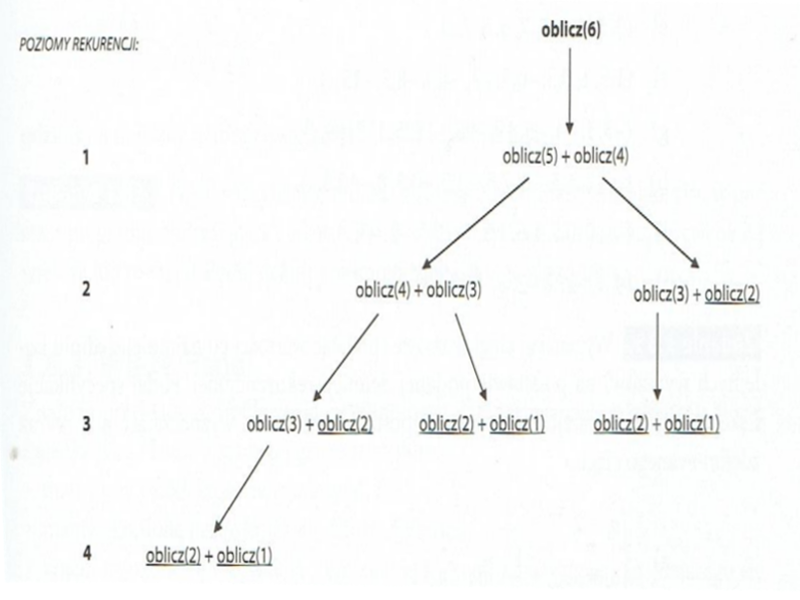 oblicz(6)
POZIOMY REKURENCJI:
1 oblicz(5) + oblicz(4)
2 oblicz(4) + oblicz(3) oblicz(3) + oblicz(2)
3 oblicz(3) + oblicz(2) oblicz(2) + oblicz(1) oblicz(2) + oblicz(1)
4 oblicz(2) + oblicz(1)